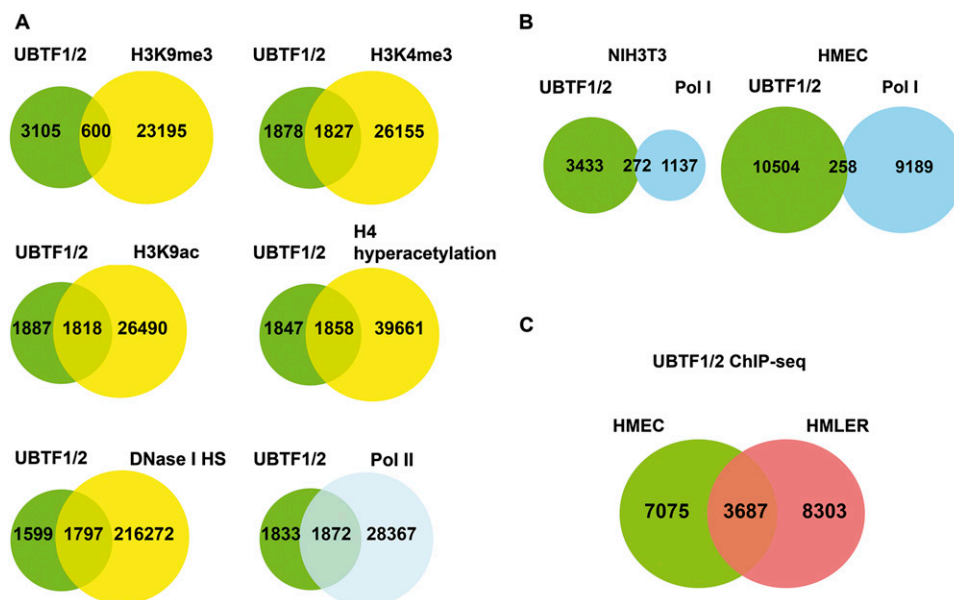 A
UBTF1/2 H3K9me3
3105 600 23195
UBTF1/2 H3K4me3
1878 1827 26155
UBTF1/2 H3K9ac
1887 1818 26490
UBTF1/2 H4
hyperacetylation
1847 1858 39661
UBTF1/2 DNase I HS
1599 1797 216272
UBTF1/2 Pol II
1833 1872 28367
B
NIH3T3
UBTF1/2 Pol I
3433 272 1137
HMEC
UBTF1/2 Pol I
10504 258 9189
C
UBTF1/2 ChIP-seq
HMEC HMLER
7075 3687 8303